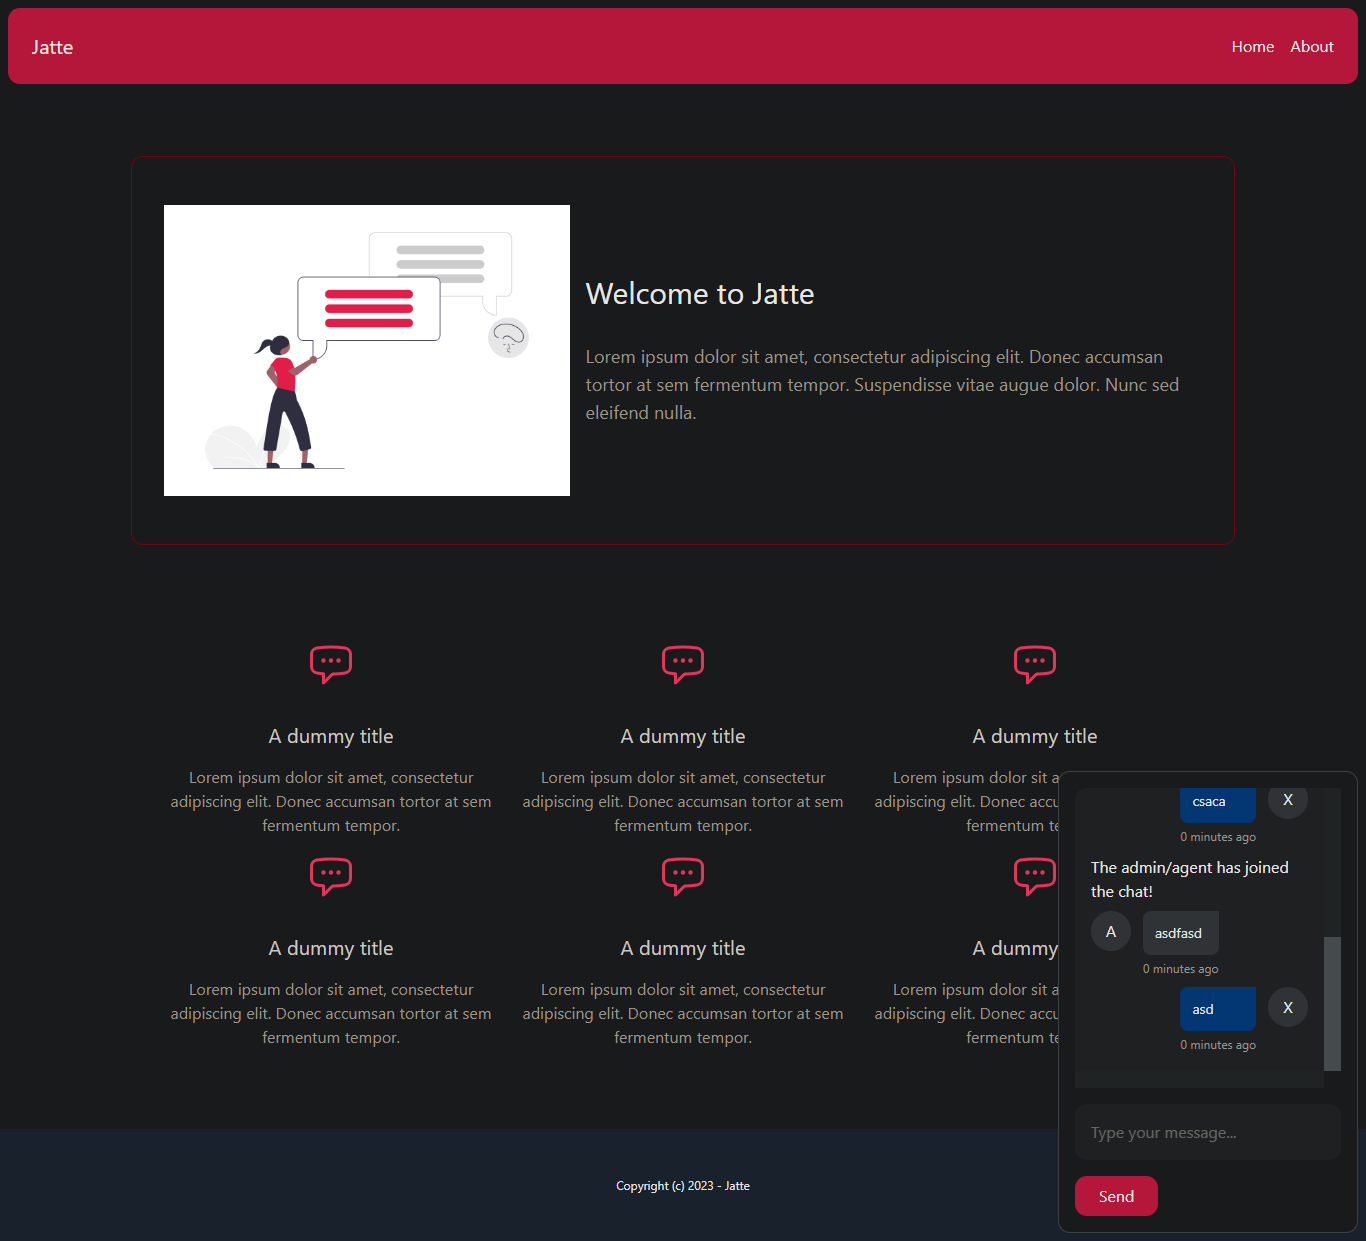 Jatte
Home About
Welcome to Jatte
Lorem ipsum dolor sit amet, consectetur adipiscing elit. Donec accumsan
tortor at sem fermentum tempor. Suspendisse vitae augue dolor. Nunc sed
eleifend nulla.
A dummy title
Lorem ipsum dolor sit amet, consectetur
adipiscing elit. Donec accumsan tortor at sem
fermentum tempor.
A dummy title
Lorem ipsum dolor sit amet, consectetur
adipiscing elit. Donec accumsan tortor at sem
fermentum tempor.
A dummy title
Lorem ipsum dolor sit a
adipiscing elit. Donec accu
fermentum te
A dummy title
Lorem ipsum dolor sit amet, consectetur
adipiscing elit. Donec accumsan tortor at sem
fermentum tempor.
A dummy title
Lorem ipsum dolor sit amet, consectetur
adipiscing elit. Donec accumsan tortor at sem
fermentum tempor.
A dummy
Lorem ipsum dolor sit a
adipiscing elit. Donec accu
fermentum te
csaca
X
0 minutes ago
The admin/agent has joined
the chat!
A
asdfasd
0 minutes ago
asd
X
0 minutes ago
Type your message...
Send
Copyright (c) 2023 - Jatte